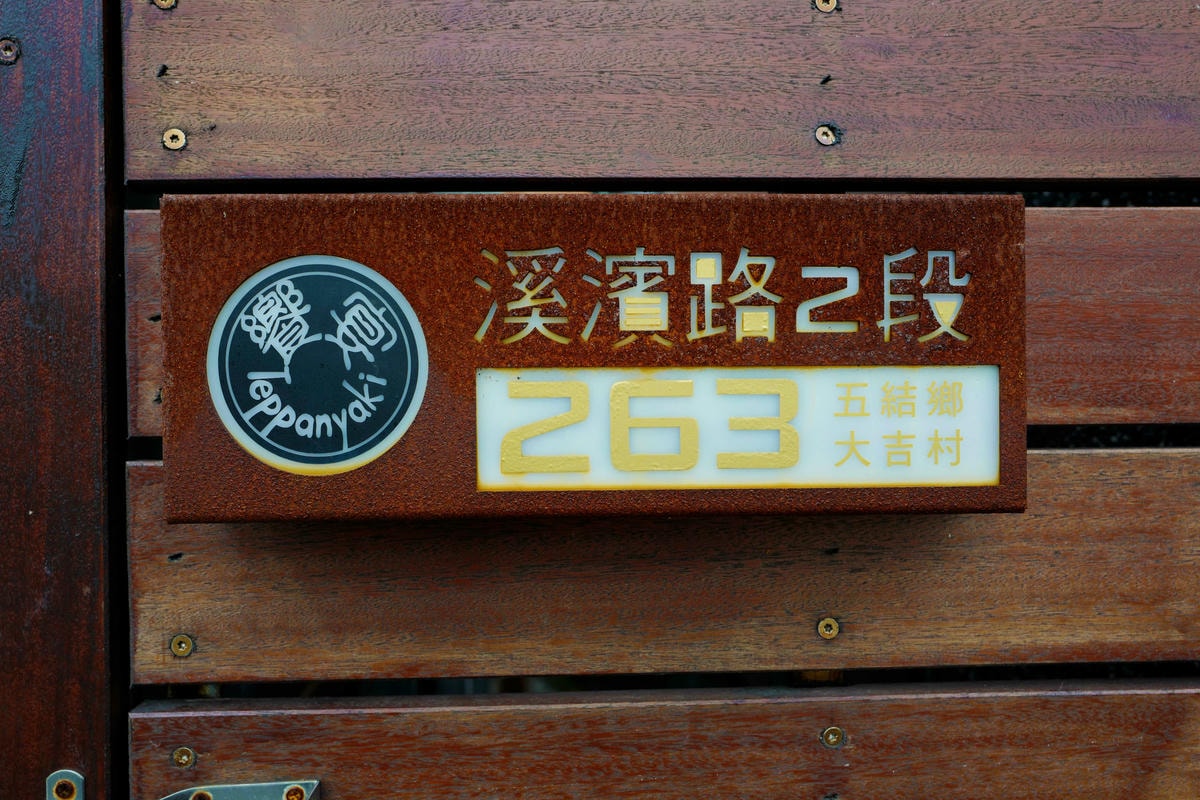 饗宴
Teppanyaki
溪濱路2段
263
五結鄉
大吉村